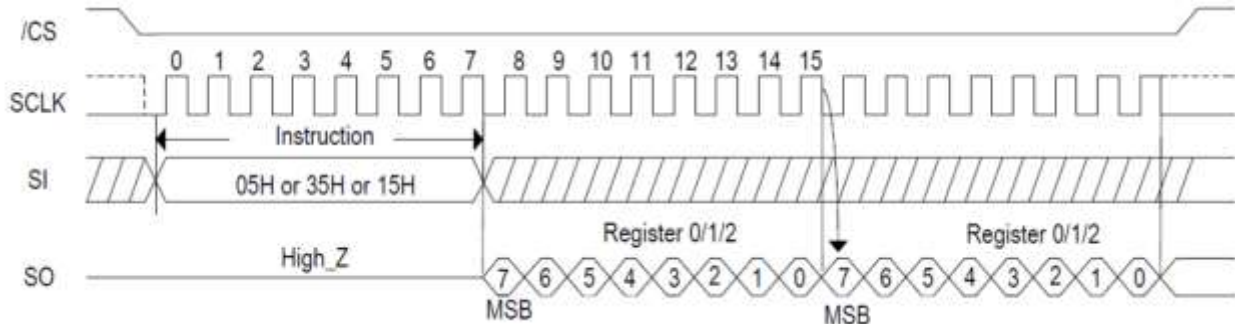 /CS
0 1 2 3 4 5 6 7 8 9 10 11 12 13 14 15
SCLK
Instruction
SI
05H or 35H or 15H
Register 0/1/2 Register 0/1/2
High_Z
SO
7 6 5 4 3 2 1 0 7 6 5 4 3 2 1 0
MSB MSB